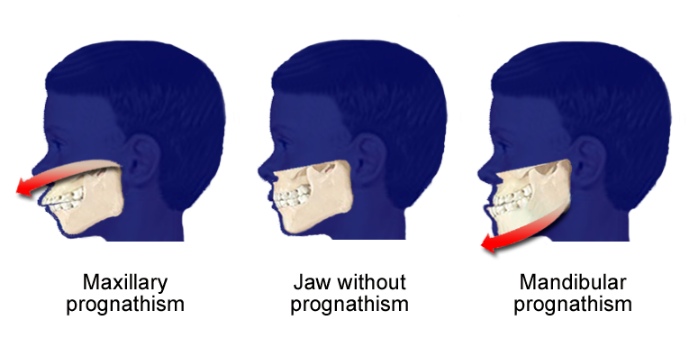 Maxillary
prognathism
Jaw without
prognathism
Mandibular
prognathism